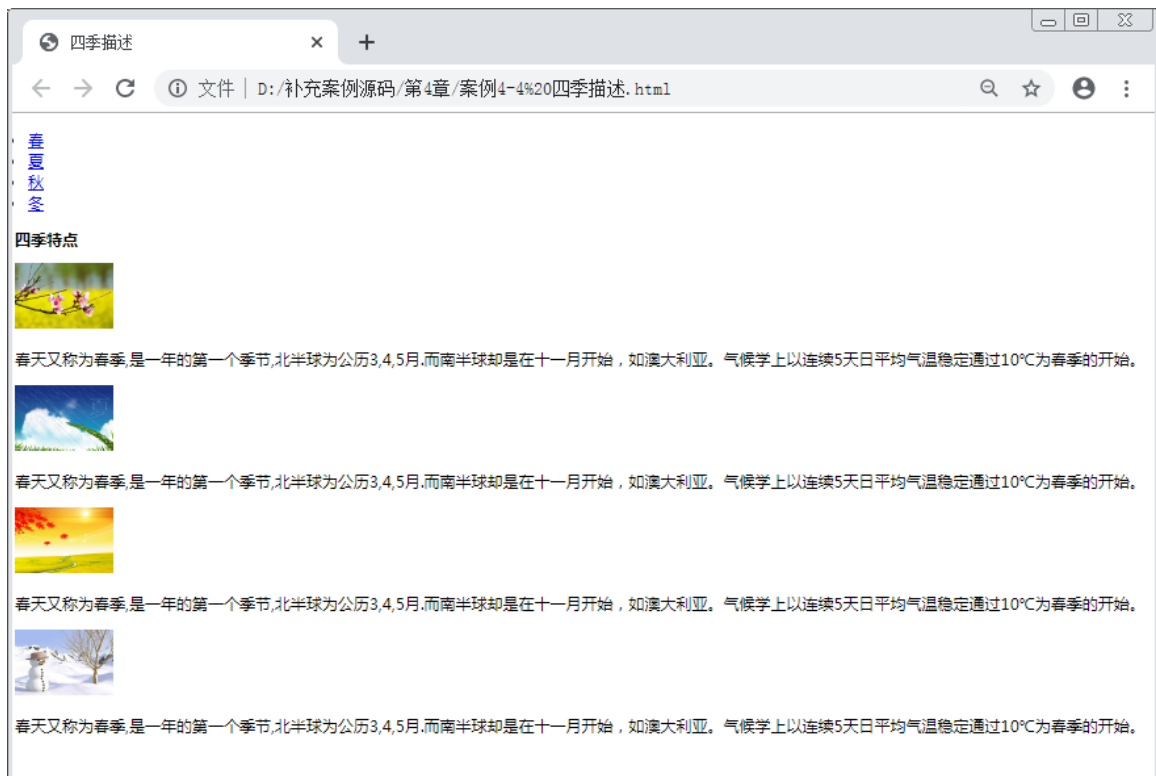 四季描述
文件 | D:/补充案例源码/第4章/案例4-4%20四季描述.html
春
夏
秋
冬
四季特点
春天又称为春季,是一年的第一个季节,北半球为公历3,4,5月.而南半球却是在十一月开始，如澳大利亚。气候学上以连续5天日平均气温稳定通过10℃为春季的开始。
春天又称为春季,是一年的第一个季节,北半球为公历3,4,5月.而南半球却是在十一月开始，如澳大利亚。气候学上以连续5天日平均气温稳定通过10℃为春季的开始。
春天又称为春季,是一年的第一个季节,北半球为公历3,4,5月.而南半球却是在十一月开始，如澳大利亚。气候学上以连续5天日平均气温稳定通过10℃为春季的开始。
春天又称为春季,是一年的第一个季节,北半球为公历3,4,5月.而南半球却是在十一月开始，如澳大利亚。气候学上以连续5天日平均气温稳定通过10℃为春季的开始。